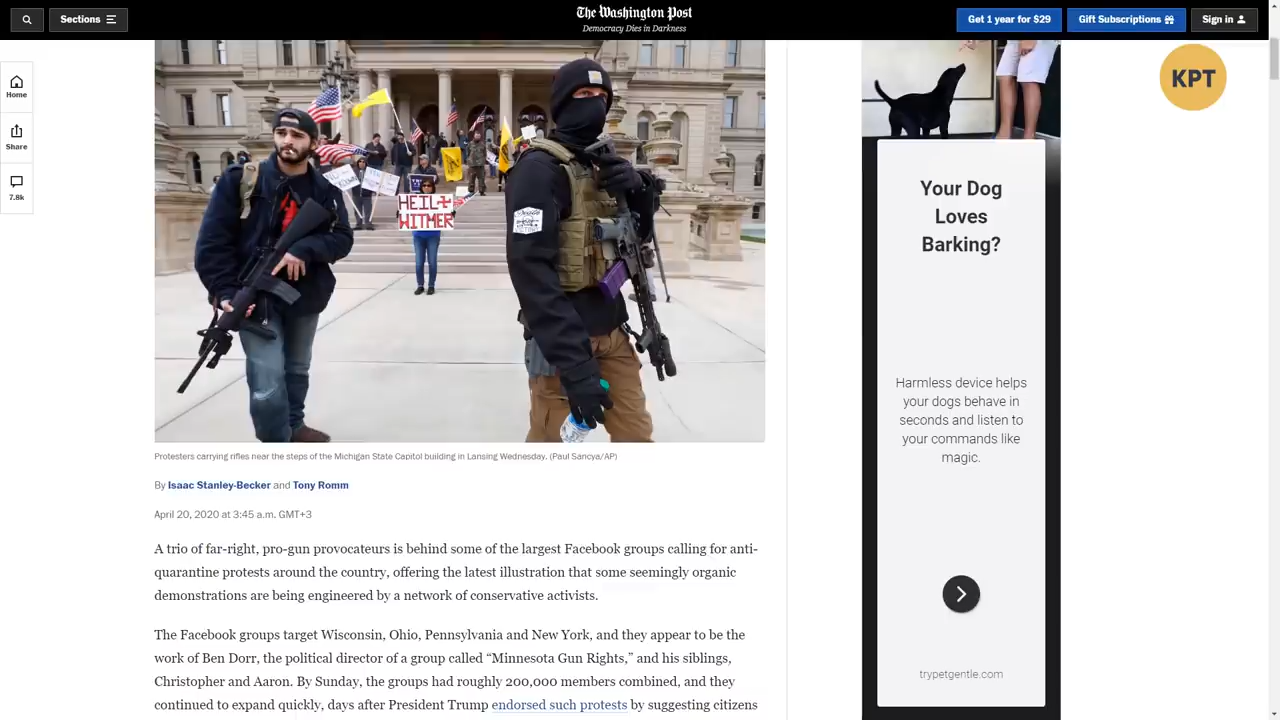 Sections
The Washington Post
Democracy Dies in Darkness
Get 1 year for $29
Gift Subscriptions
Sign in
KPT
Home
Share
7.8k
HEIL
WITMER
Your Dog
Loves
Barking?
Harmless device helps
your dogs behave in
seconds and listen to
your commands like
magic.
trypetgentle.com
Protesters carrying rifles near the steps of the Michigan State Capitol building in Lansing Wednesday. (Paul Sancya/AP)
By Isaac Stanley-Becker and Tony Romm
April 20, 2020 at 3:45 a.m. GMT+3
A trio of far-right, pro-gun provocateurs is behind some of the largest Facebook groups calling for anti-
quarantine protests around the country, offering the latest illustration that some seemingly organic
demonstrations are being engineered by a network of conservative activists.
The Facebook groups target Wisconsin, Ohio, Pennsylvania and New York, and they appear to be the
work of Ben Dorr, the political director of a group called “Minnesota Gun Rights,” and his siblings,
Christopher and Aaron. By Sunday, the groups had roughly 200,000 members combined, and they
continued to expand quickly, days after President Trump endorsed such protests by suggesting citizens